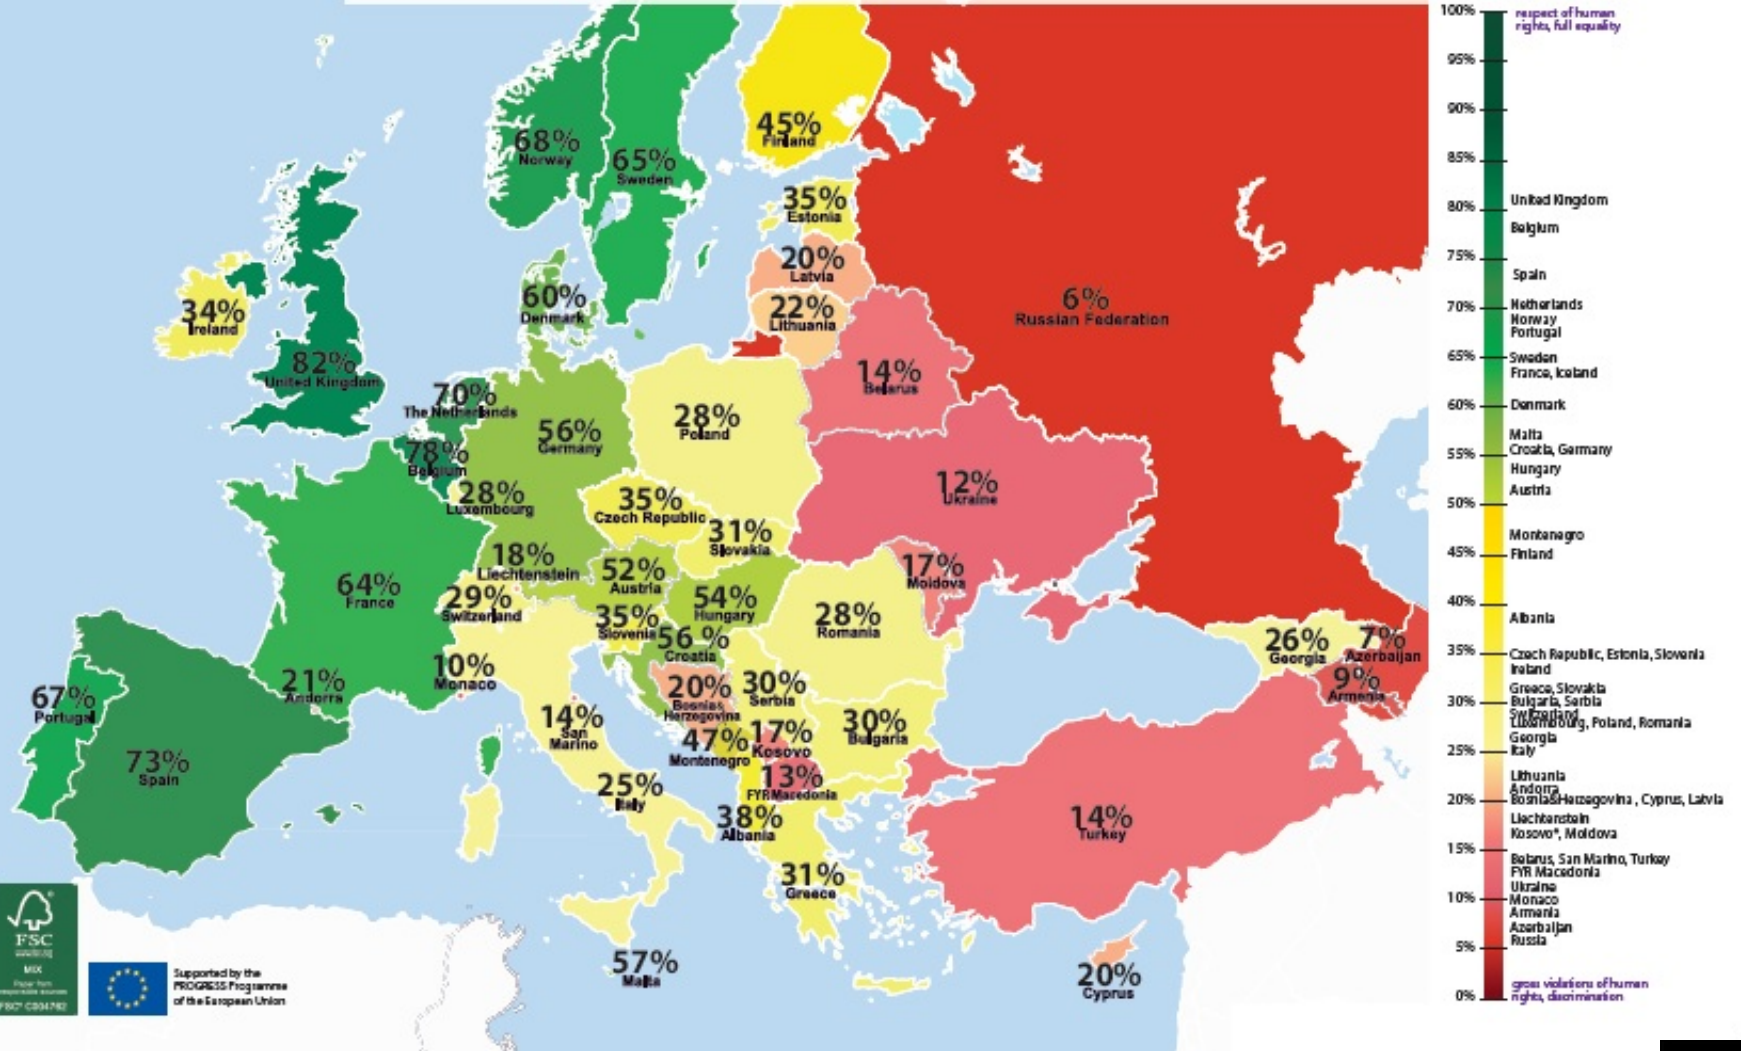 68%
Norway
65%
Sweden
45%
Finland
35%
Estonia
20%
Latvia
22%
Lithuania
60%
Denmark
34%
Ireland
82%
United Kingdom
6%
Russian Federation
14%
Belarus
70%
The Netherlands
78%
Belgium
56%
Germany
28%
Poland
28%
Luxembourg
35%
Czech Republic
31%
Slovakia
12%
Ukraine
18%
Liechtenstein
52%
Austria
54%
Hungary
17%
Moldova
64%
France
29%
Switzerland
35%
Slovenia
56 %
Croatia
28%
Romania
26%
Georgia
7%
Azerbaijan
9%
Armenia
67%
Portugal
21%
Andorra
10%
Monaco
20%
Bosnia&
Herzegovina
30%
Serbia
30%
Bulgaria
73%
Spain
14%
San
Marino
47%
Montenegro
17%
Kosovo
13%
FYR Macedonia
25%
Italy
38%
Albania
14%
Turkey
31%
Greece
57%
Malta
20%
Cyprus
FSC
MIX
Paper from
responsible sources
FSC® C004762
Supported by the
PROGRESS Programme
of the European Union
100%
respect of human
rights, full equality
95%
90%
85%
80%
United Kingdom
Belgium
75%
Spain
70%
Netherlands
Norway
Portugal
65%
Sweden
France, Iceland
60%
Denmark
Malta
Croatia, Germany
55%
Hungary
Austria
50%
Montenegro
45%
Finland
40%
Albania
35%
Czech Republic, Estonia, Slovenia
Ireland
Greece, Slovakia
30%
Bulgaria, Serbia
Switzerland
Luxembourg, Poland, Romania
Georgia
25%
Italy
Lithuania
Andorra
20%
Bosnia&Herzegovina , Cyprus, Latvia
Liechtenstein
Kosovo*, Moldova
15%
Belarus, San Marino, Turkey
FYR Macedonia
Ukraine
10%
Monaco
Armenia
Azerbaijan
5%
Russia
0%
gross violations of human
rights, discrimination